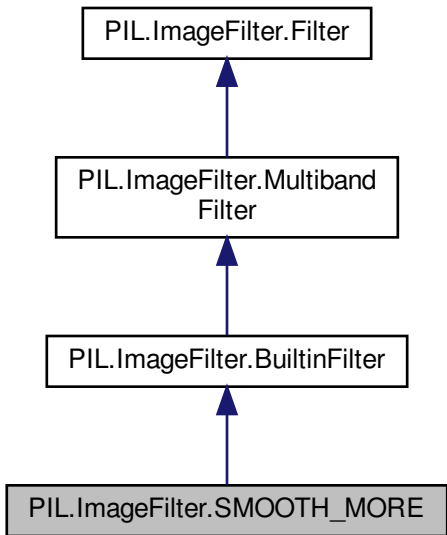 PIL.ImageFilter.Filter
PIL.ImageFilter.Multiband
Filter
PIL.ImageFilter.BuiltinFilter
PIL.ImageFilter.SMOOTH_MORE